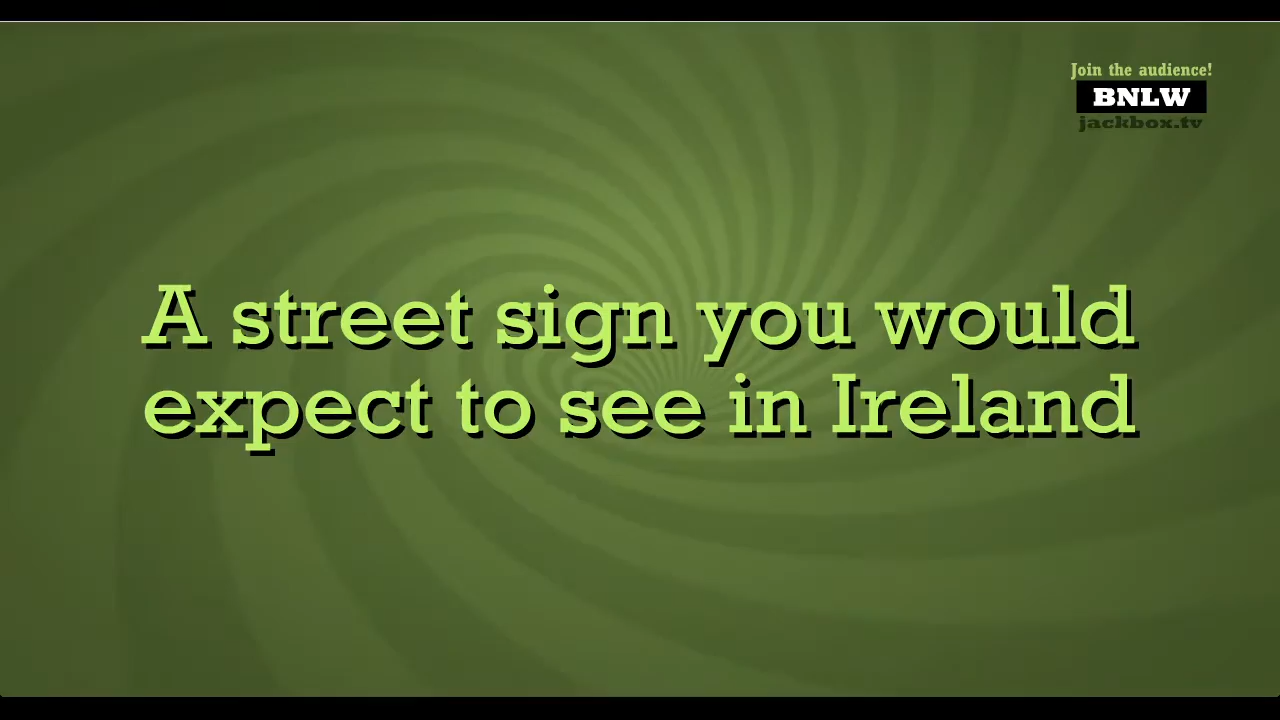 Join the audience!
BNLW
jackbox.tv
A street sign you would
expect to see in Ireland